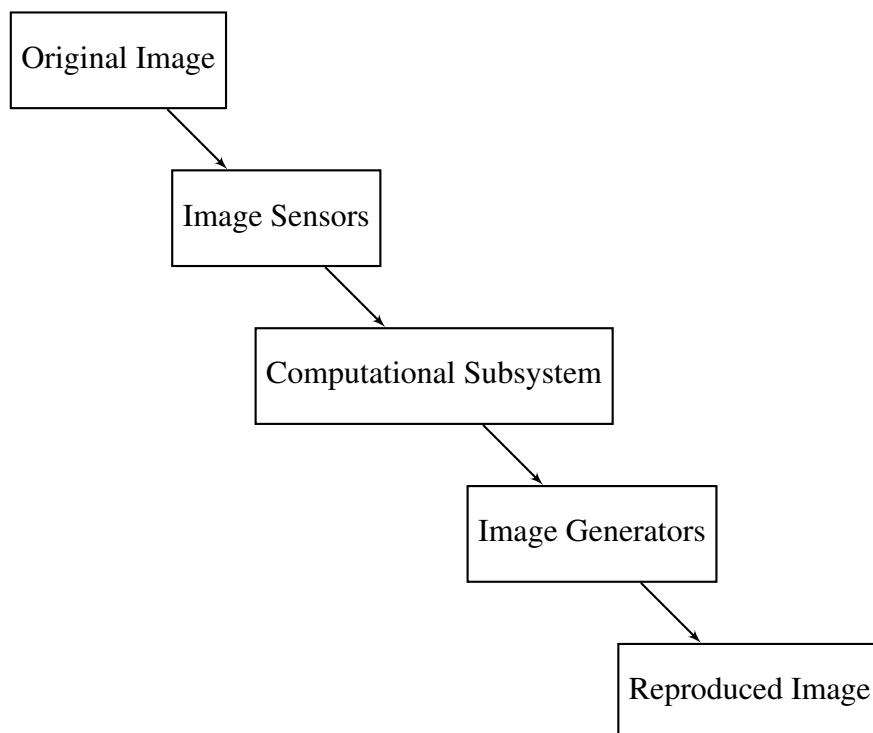 Original Image
Image Sensors
Computational Subsystem
Image Generators
Reproduced Image